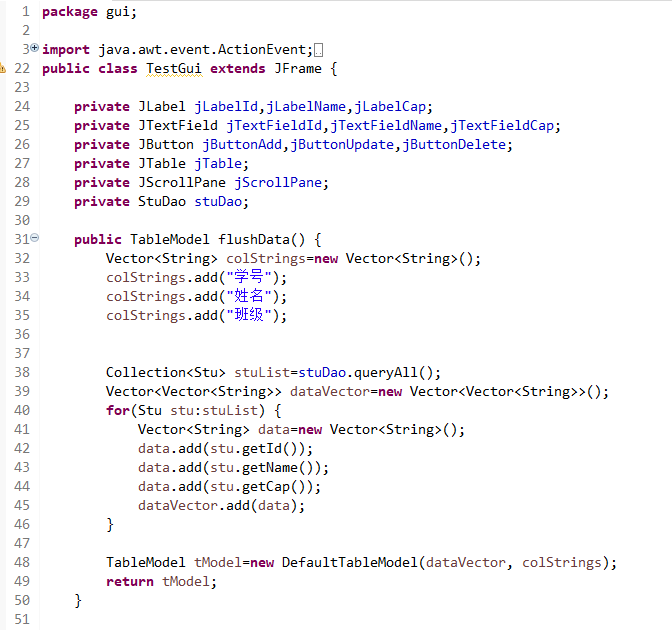 1 package gui;
2
3 import java.awt.event.ActionEvent;
22 public class TestGui extends JFrame {
23
24     private JLabel jLabelId,jLabelName,jLabelCap;
25     private JTextField jTextFieldId,jTextFieldName,jTextFieldCap;
26     private JButton jButtonAdd,jButtonUpdate,jButtonDelete;
27     private JTable jTable;
28     private JScrollPane jScrollPane;
29     private StuDao stuDao;
30
31     public TableModel flushData() {
32         Vector<String> colStrings=new Vector<String>();
33         colStrings.add("学号");
34         colStrings.add("姓名");
35         colStrings.add("班级");
36
37
38         Collection<Stu> stuList=stuDao.queryAll();
39         Vector<Vector<String>> dataVector=new Vector<Vector<String>>();
40         for(Stu stu:stuList) {
41             Vector<String> data=new Vector<String>();
42             data.add(stu.getId());
43             data.add(stu.getName());
44             data.add(stu.getCap());
45             dataVector.add(data);
46         }
47
48         TableModel tModel=new DefaultTableModel(dataVector, colStrings);
49         return tModel;
50     }
51